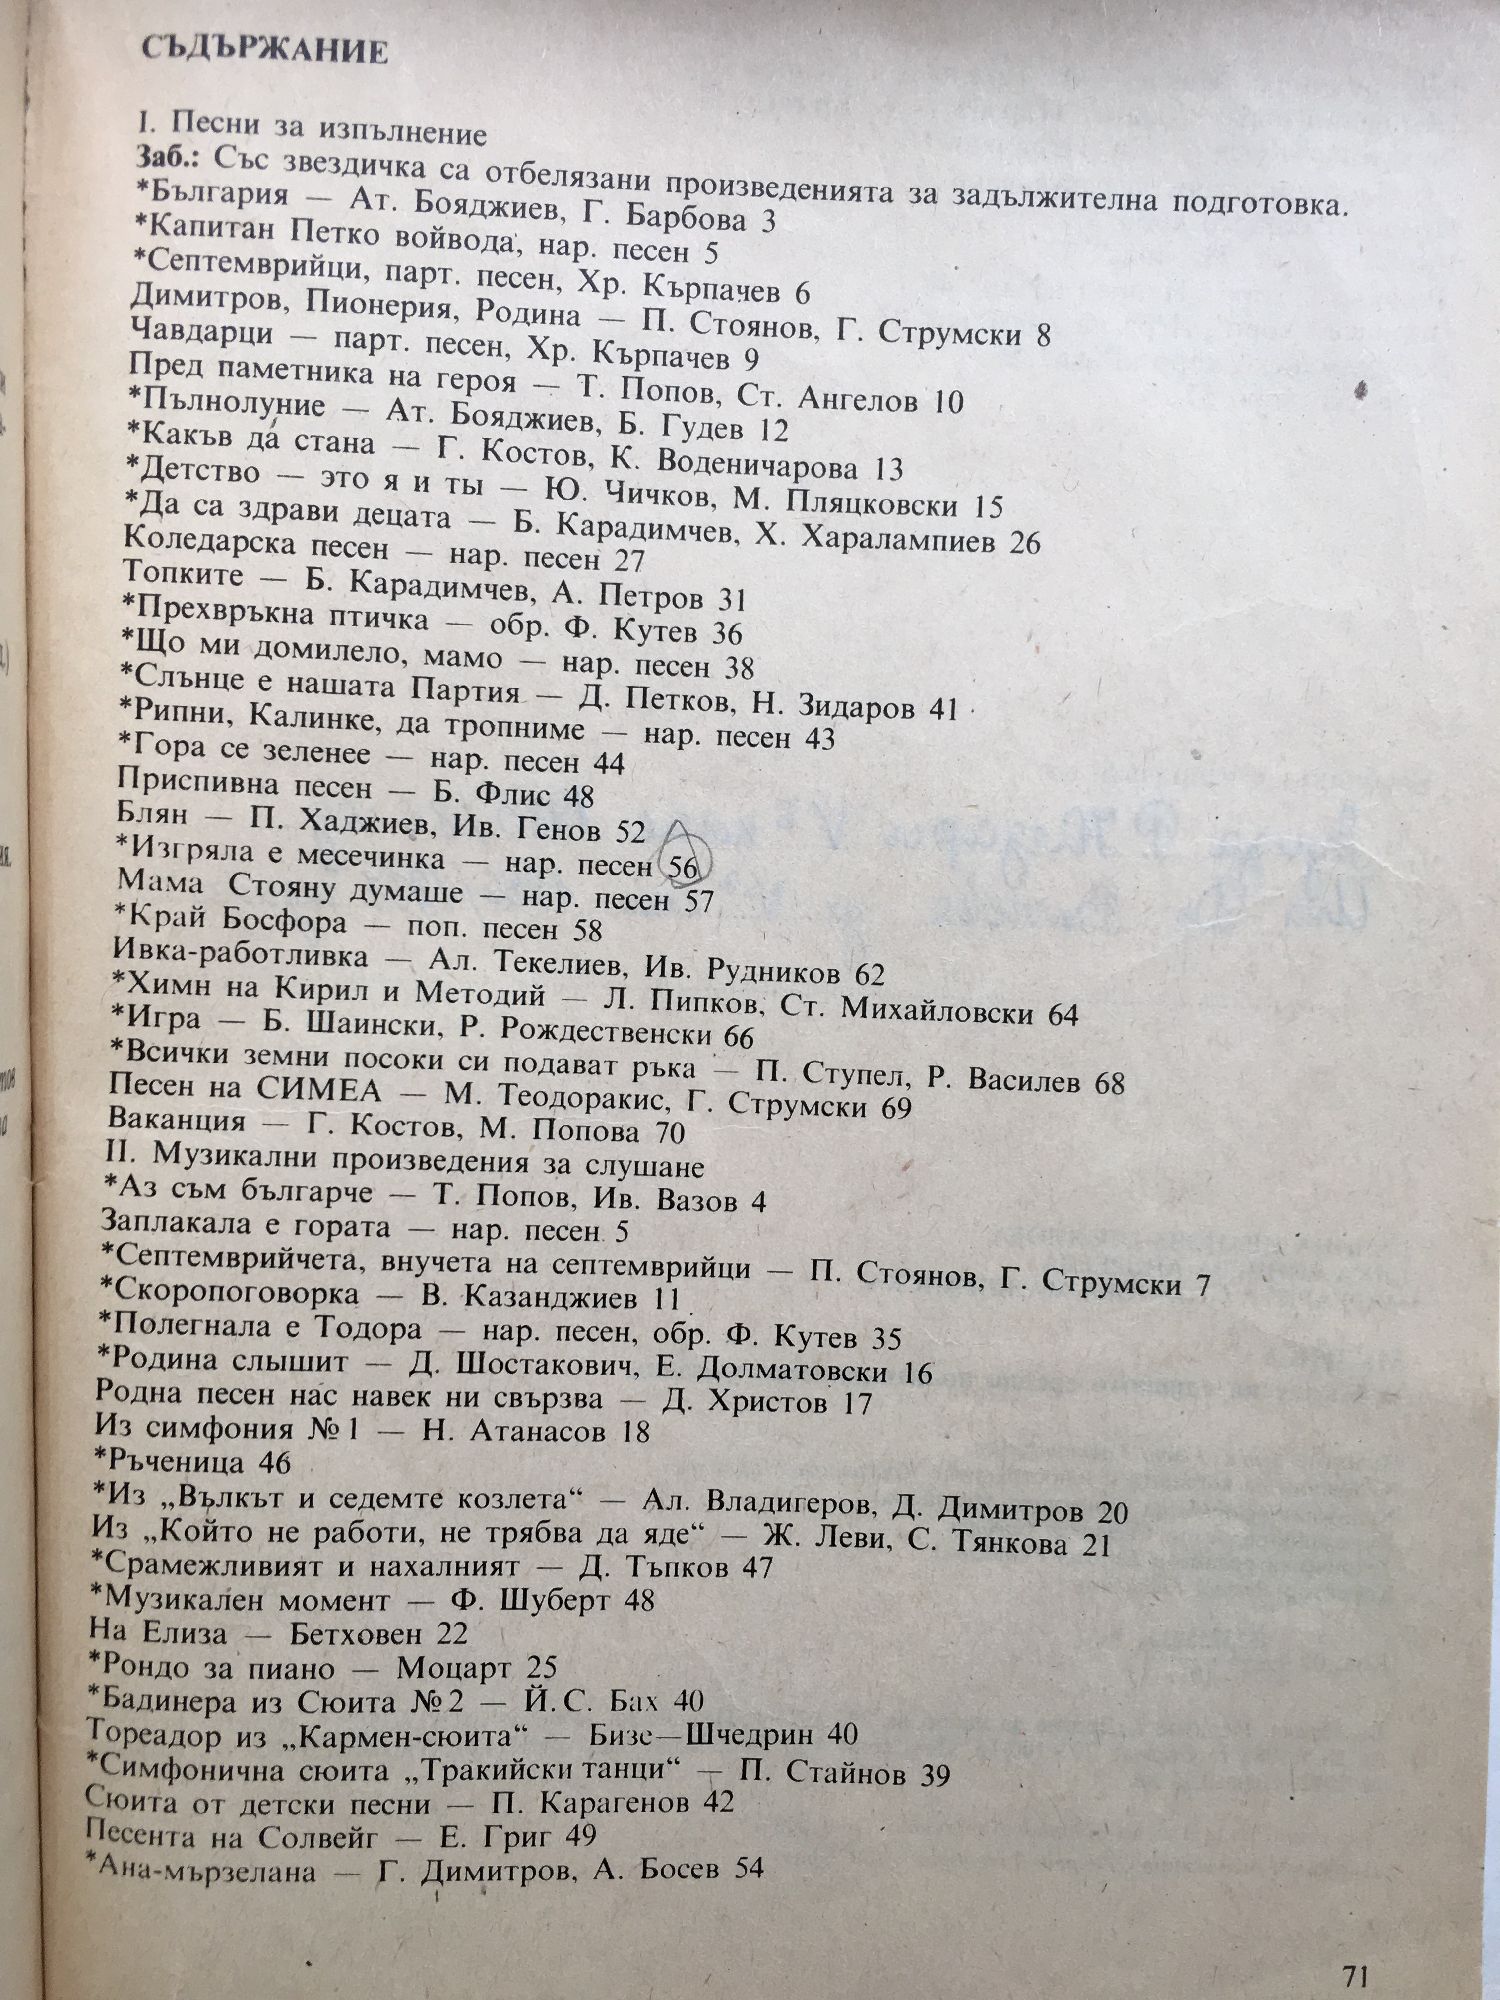 СЪДЪРЖАНИЕ
I. Песни за изпълнение
Заб.: Със звездичка са отбелязани произведенията за задължителна подготовка.
*България — Ат. Бояджиев, Г. Барбова 3
*Капитан Петко войвода, нар. песен 5
*Септемврийци, парт. песен, Хр. Кърпачев 6
Димитров, Пионерия, Родина — П. Стоянов, Г. Струмски 8
Чавдарци — парт. песен, Хр. Кърпачев 9
Пред паметника на героя — Т. Попов, Ст. Ангелов 10
*Пълнолуние — Ат. Бояджиев, Б. Гудев 12
*Какъв да стана — Г. Костов, К. Воденичарова 13
*Детство — это я и ты — Ю. Чичков, М. Пляцковски 15
*Да са здрави децата — Б. Карадимчев, Х. Харалампиев 26
Коледарска песен — нар. песен 27
Топките — Б. Карадимчев, А. Петров 31
*Прехвръкна птичка — обр. Ф. Кутев 36
*Що ми домилело, мамо — нар. песен 38
*Слънце е нашата Партия — Д. Петков, Н. Зидаров 41
*Рипни, Калинке, да тропниме — нар. песен 43
*Гора се зеленее — нар. песен 44
Приспивна песен — Б. Флис 48
Блян — П. Хаджиев, Ив. Генов 52
*Изгряла е месечинка — нар. песен 56
Мама Стояну думаше — нар. песен 57
*Край Босфора — поп. песен 58
Ивка-работливка — Ал. Текелиев, Ив. Рудников 62
*Химн на Кирил и Методий — Л. Пипков, Ст. Михайловски 64
*Игра — Б. Шаински, Р. Рождественски 66
*Всички земни посоки си подават ръка — П. Ступел, Р. Василев 68
Песен на СИМЕА — М. Теодоракис, Г. Струмски 69
Ваканция — Г. Костов, М. Попова 70
II. Музикални произведения за слушане
*Аз съм българче — Т. Попов, Ив. Вазов 4
Заплакала е гората — нар. песен 5
*Септемврийчета, внучета на септемврийци — П. Стоянов, Г. Струмски 7
*Скоропоговорка — В. Казанджиев 11
*Полегнала е Тодора — нар. песен, обр. Ф. Кутев 35
*Родина слышит — Д. Шостакович, Е. Долматовски 16
Родна песен нас навек ни свързва — Д. Христов 17
Из симфония №1 — Н. Атанасов 18
*Ръченица 46
*Из „Вълкът и седемте козлета“ — Ал. Владигеров, Д. Димитров 20
Из „Който не работи, не трябва да яде“ — Ж. Леви, С. Тянкова 21
*Срамежливият и нахалният — Д. Тъпков 47
*Музикален момент — Ф. Шуберт 48
На Елиза — Бетховен 22
*Рондо за пиано — Моцарт 25
*Бадинера из Сюита №2 — Й.С. Бах 40
Тореадор из „Кармен-сюита“ — Бизе—Шчедрин 40
*Симфонична сюита „Тракийски танци“ — П. Стайнов 39
Сюита от детски песни — П. Карагенов 42
Песента на Солвейг — Е. Григ 49
*Ана-мързелана — Г. Димитров, А. Босев 54
71